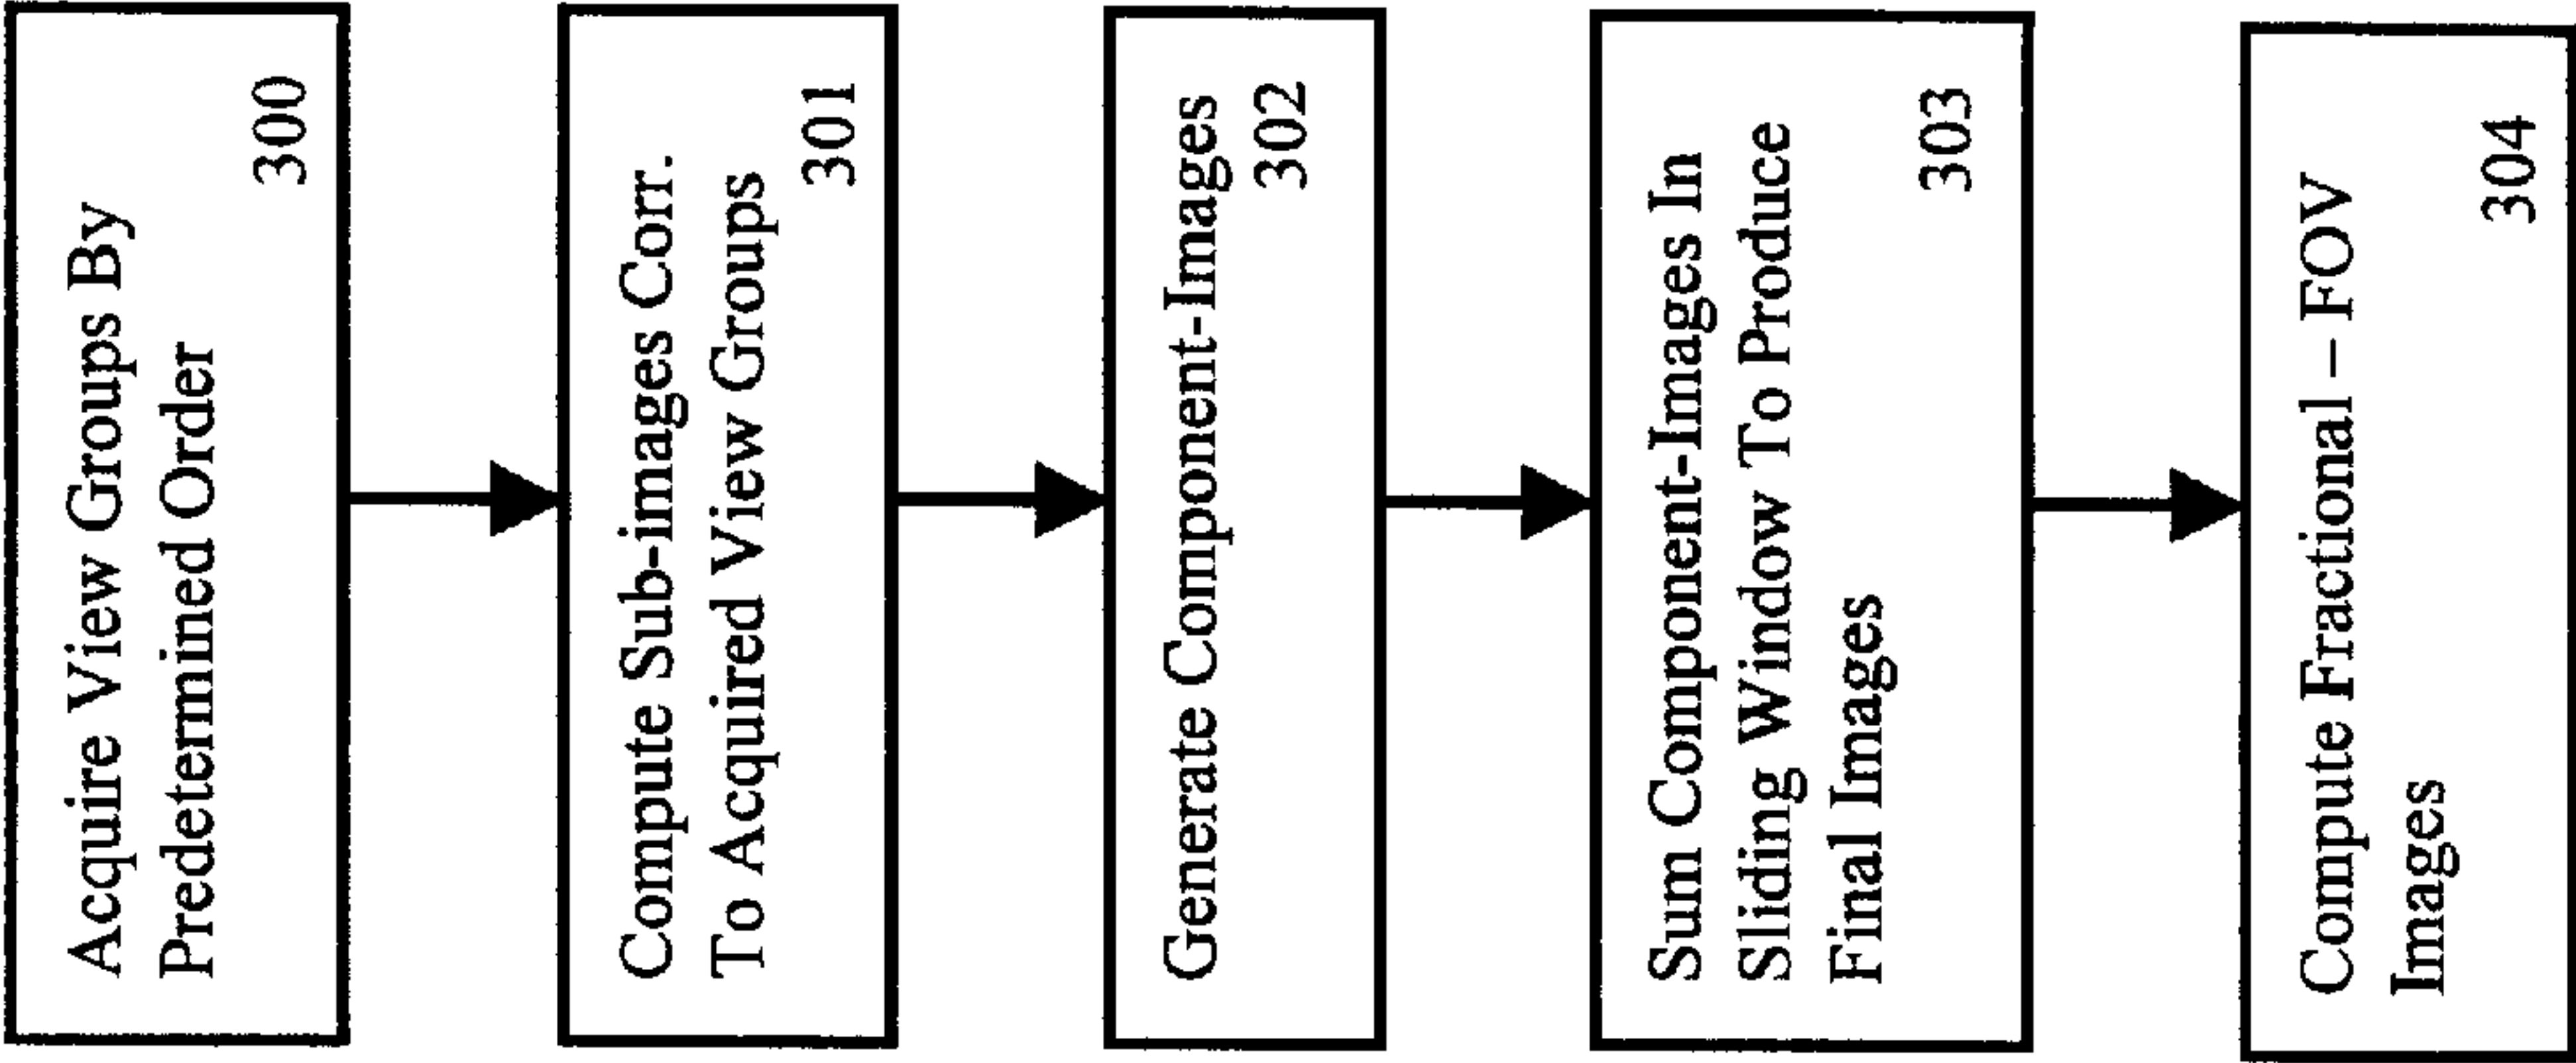 Acquire View Groups By
Predetermined Order
300
Compute Sub-images Corr.
To Acquired View Groups
301
Generate Component-Images
302
Sum Component-Images In
Sliding Window To Produce
Final Images
303
Compute Fractional – FOV
Images
304